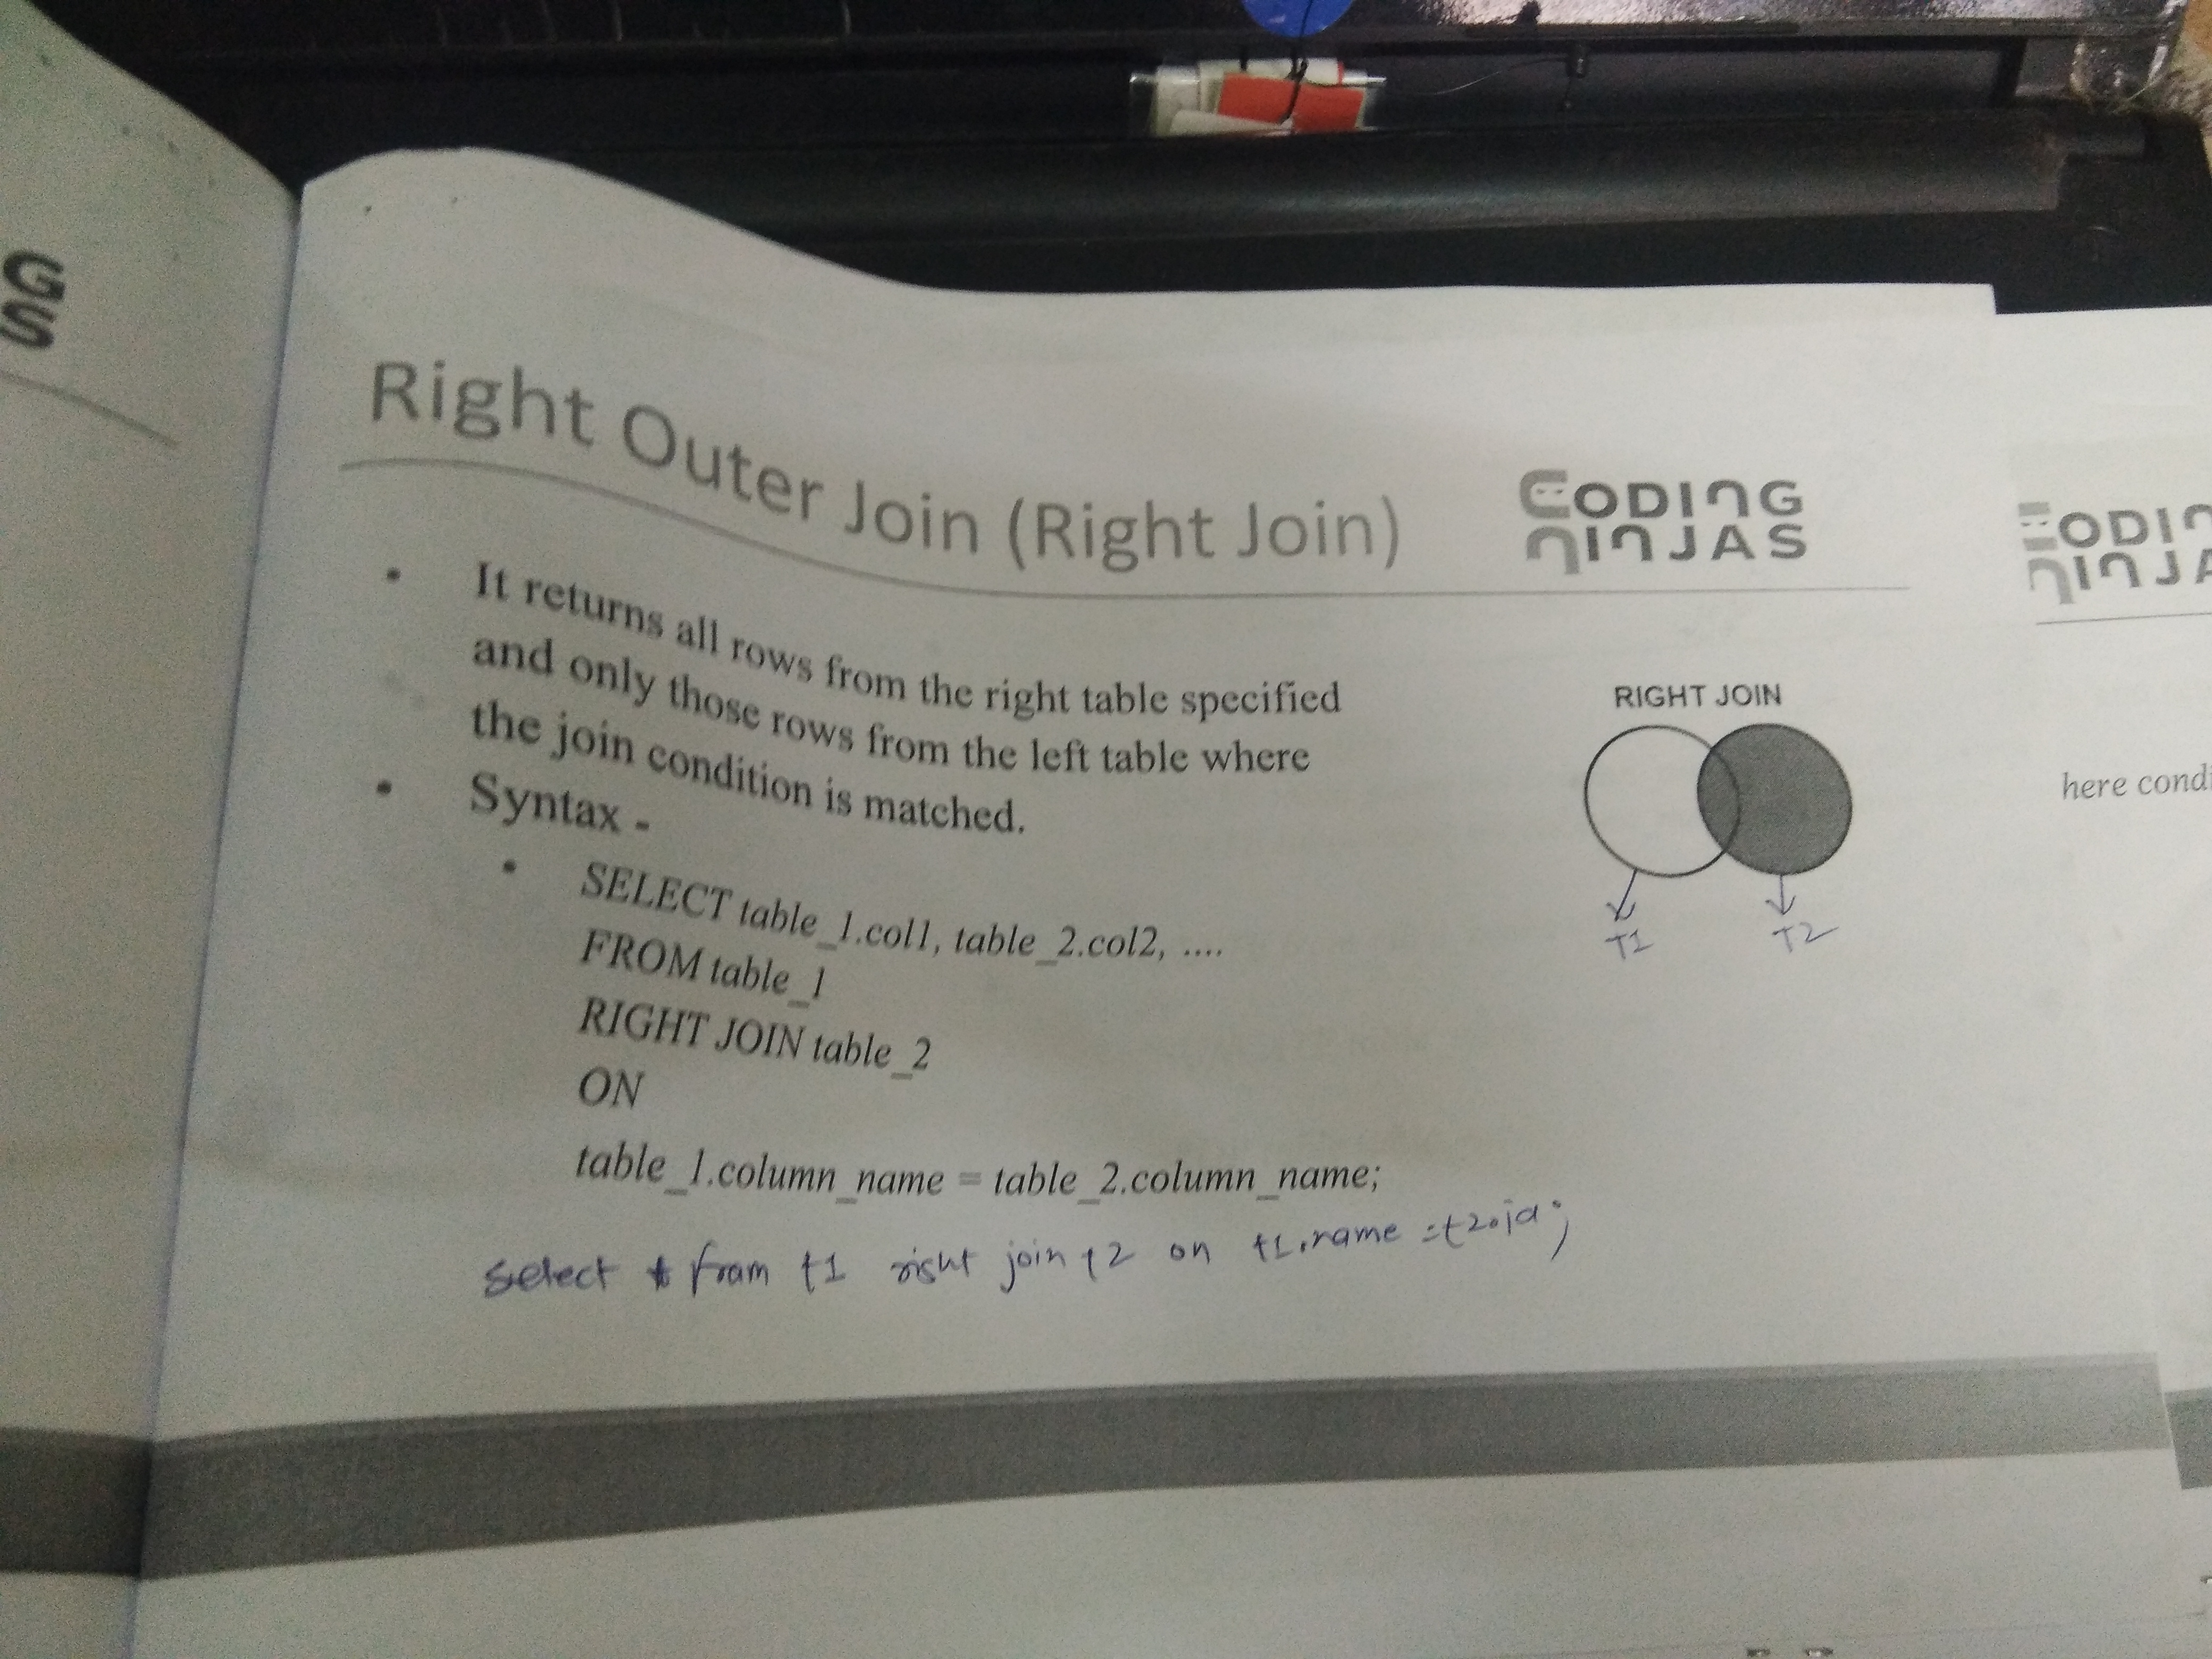 GS
Right Outer Join (Right Join)
CODING
NINJAS
• It returns all rows from the right table specified
and only those rows from the left table where
the join condition is matched.
• Syntax -
• SELECT table_1.col1, table_2.col2, ....
FROM table_1
RIGHT JOIN table_2
ON
table_1.column_name = table_2.column_name;
select * from t1 right join t2 on t1.name =t2.id;
RIGHT JOIN
T1 T2
CODIN
NINJA
here condi